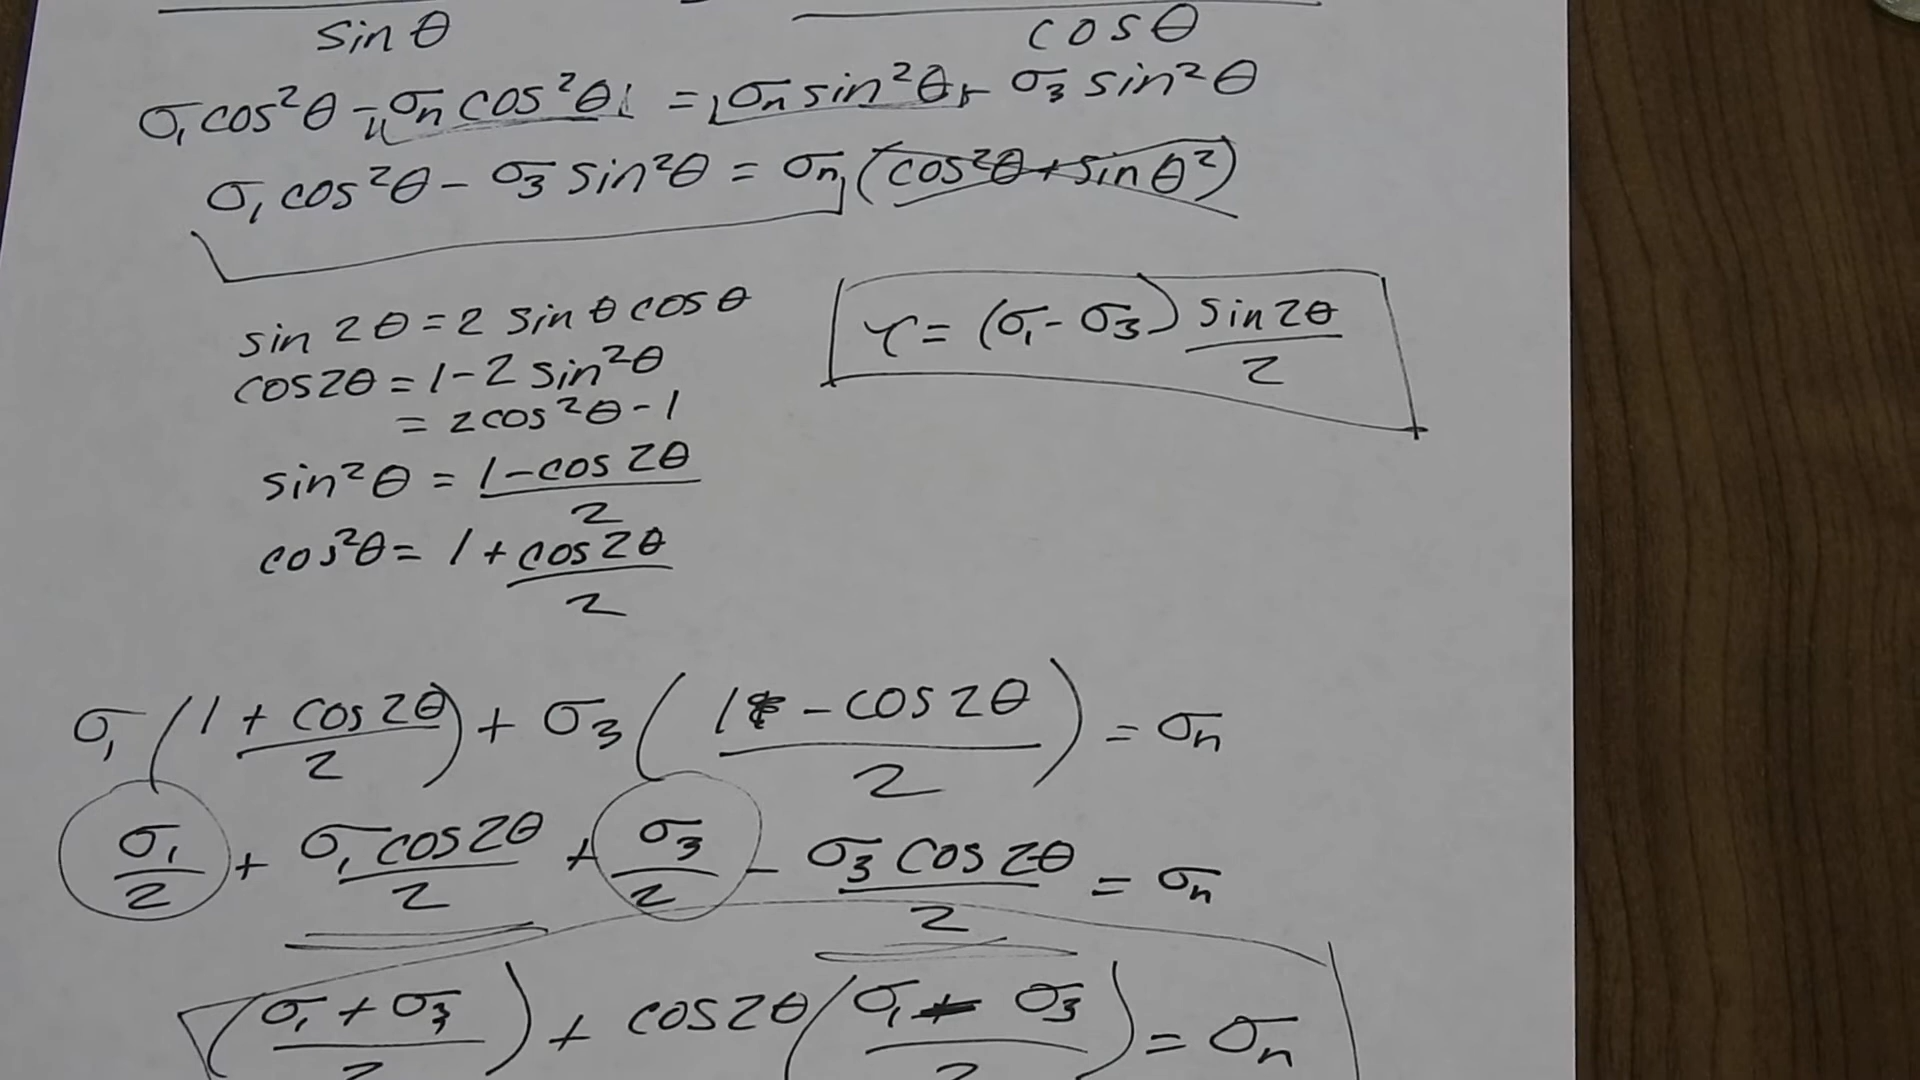 sin θ cos θ
σ₁ cos²θ - σn cos²θ = σn sin²θ - σ₃ sin²θ
σ₁ cos²θ - σ₃ sin²θ = σn (cos²θ + sin θ²)
sin 2θ = 2 sin θ cos θ
τ = (σ₁ - σ₃) sin 2θ / 2
cos 2θ = 1 - 2 sin²θ
= 2 cos²θ - 1
sin²θ = 1 - cos 2θ / 2
cos²θ = 1 + cos 2θ / 2
σ₁ (1 + cos 2θ / 2) + σ₃ (1 - cos 2θ / 2) = σn
σ₁ / 2 + σ₁ cos 2θ / 2 + σ₃ / 2 - σ₃ cos 2θ / 2 = σn
(σ₁ + σ₃ / 2) + cos 2θ (σ₁ - σ₃ / 2) = σn